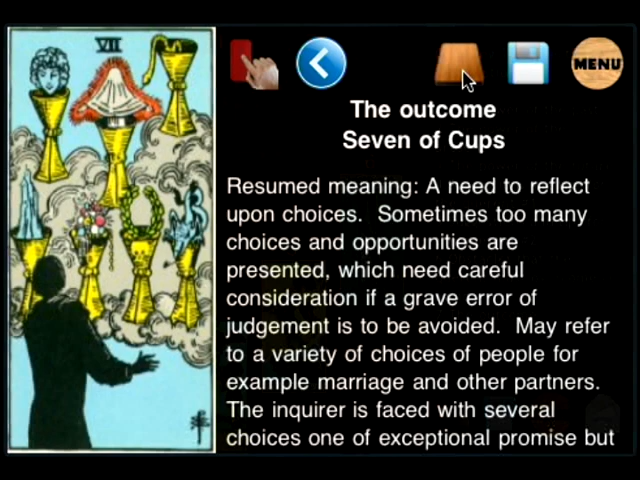 VII
MENU
The outcome
Seven of Cups
Resumed meaning: A need to reflect
upon choices.  Sometimes too many
choices and opportunities are
presented, which need careful
consideration if a grave error of
judgement is to be avoided.  May refer
to a variety of choices of people for
example marriage and other partners.
The inquirer is faced with several
choices one of exceptional promise but